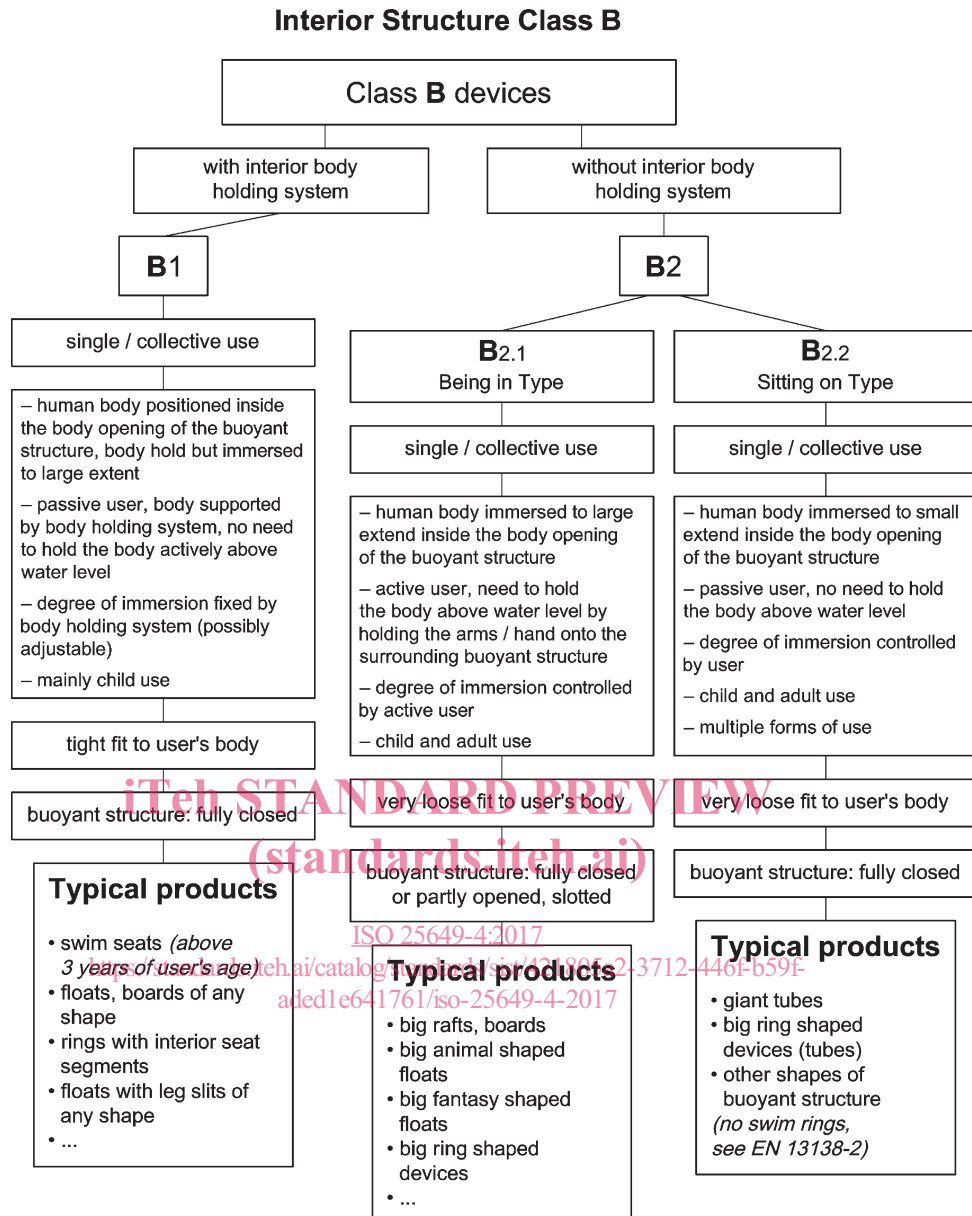 Interior Structure Class B
Class B devices
with interior body
holding system
without interior body
holding system
B1
B2
single / collective use
– human body positioned inside
the body opening of the buoyant
structure, body hold but immersed
to large extent
– passive user, body supported
by body holding system, no need
to hold the body actively above
water level
– degree of immersion fixed by
body holding system (possibly
adjustable)
– mainly child use
tight fit to user's body
buoyant structure: fully closed
Typical products
• swim seats (above
3 years of user's age)
• floats, boards of any
shape
• rings with interior seat
segments
• floats with leg slits of
any shape
• ...
B2.1
Being in Type
single / collective use
– human body immersed to large
extend inside the body opening
of the buoyant structure
– active user, need to hold
the body above water level by
holding the arms / hand onto the
surrounding buoyant structure
– degree of immersion controlled
by active user
– child and adult use
very loose fit to user's body
buoyant structure: fully closed
or partly opened, slotted
Typical products
• big rafts, boards
• big animal shaped
floats
• big fantasy shaped
floats
• big ring shaped
devices
• ...
B2.2
Sitting on Type
single / collective use
– human body immersed to small
extend inside the body opening
of the buoyant structure
– passive user, no need to hold
the body above water level
– degree of immersion controlled
by user
– child and adult use
– multiple forms of use
very loose fit to user's body
buoyant structure: fully closed
Typical products
• giant tubes
• big ring shaped
devices (tubes)
• other shapes of
buoyant structure
(no swim rings,
see EN 13138-2)
iTeh STANDARD PREVIEW
(standards.iteh.ai)
ISO 25649-4:2017
aded1e641761/iso-25649-4-2017